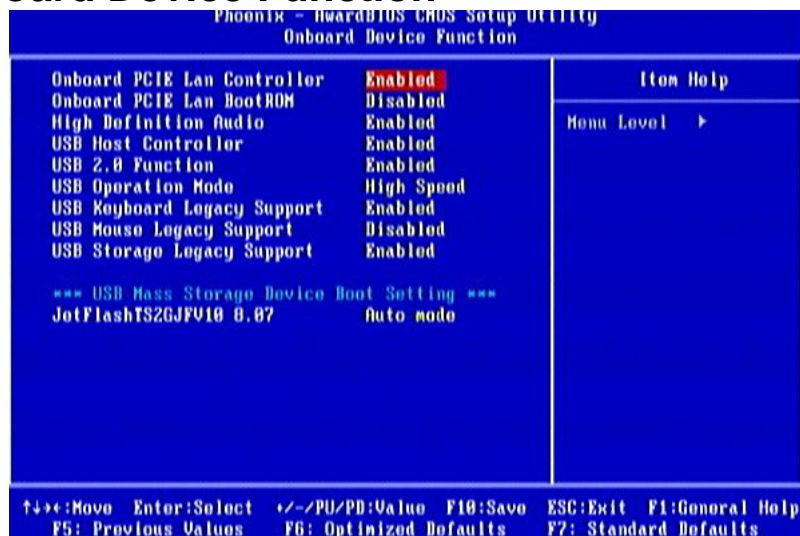 Device Function
Phoenix - AwardBIOS CMOS Setup Utility
Onboard Device Function
Onboard PCIE Lan Controller Enabled
Onboard PCIE Lan BootROM Disabled
High Definition Audio Enabled
USB Host Controller Enabled
USB 2.0 Function Enabled
USB Operation Mode High Speed
USB Keyboard Legacy Support Enabled
USB Mouse Legacy Support Disabled
USB Storage Legacy Support Enabled
*** USB Mass Storage Device Boot Setting ***
JetFlashTS2GJFV10 8.07 Auto mode
Item Help
Menu Level ▸
↑↓→←:Move Enter:Select +/-/PU/PD:Value F10:Save ESC:Exit F1:General Help
F5: Previous Values F6: Optimized Defaults F7: Standard Defaults